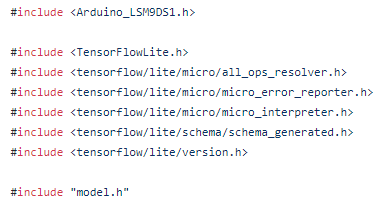 #include <Arduino_LSM9DS1.h>
#include <TensorFlowLite.h>
#include <tensorflow/lite/micro/all_ops_resolver.h>
#include <tensorflow/lite/micro/micro_error_reporter.h>
#include <tensorflow/lite/micro/micro_interpreter.h>
#include <tensorflow/lite/schema/schema_generated.h>
#include <tensorflow/lite/version.h>
#include "model.h"